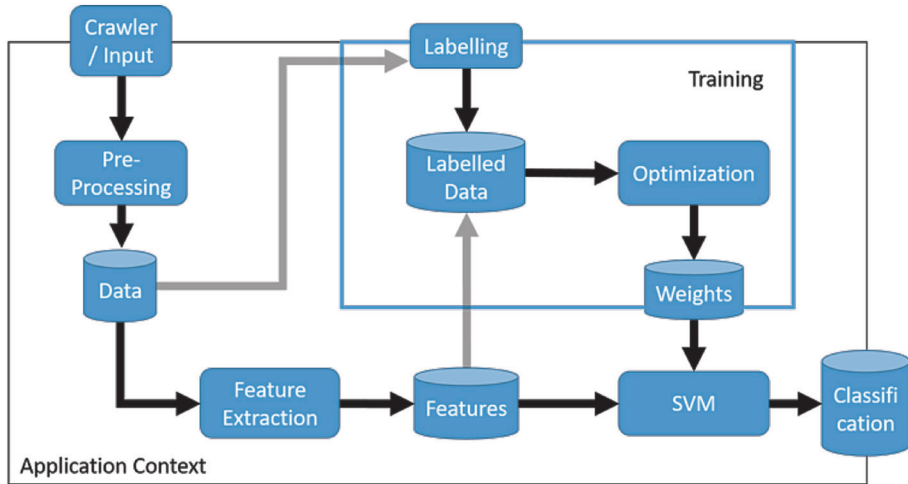 Crawler
/ Input
Labelling
Training
Pre-
Processing
Labelled
Data
Optimization
Data
Weights
Feature
Extraction
Features
SVM
Classifi
cation
Application Context